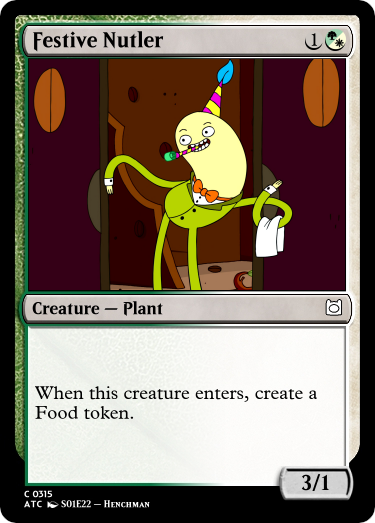 Festive Nutler 1
Creature — Plant
When this creature enters, create a
Food token.
3/1
C 0315
ATC S01E22 – Henchman